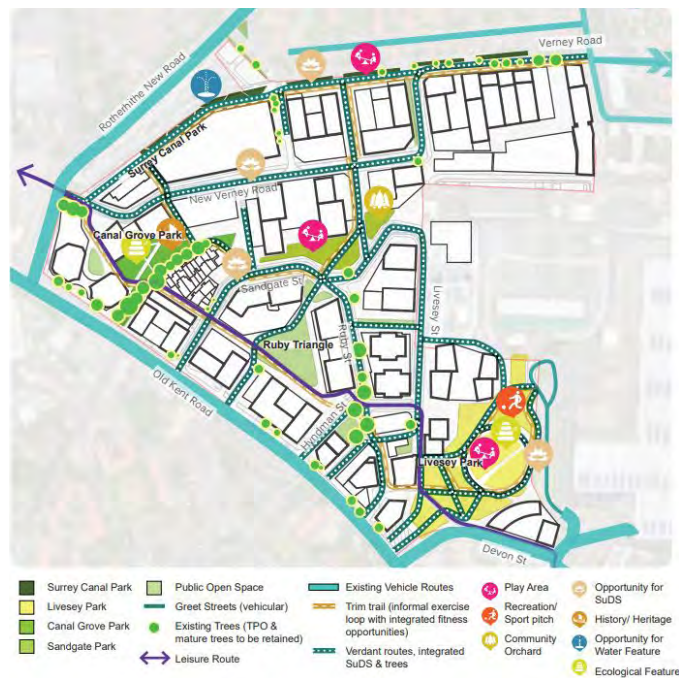 Verney Road
Rotherhithe New Road
Surrey Canal Park
New Verney Road
Canal Grove Park
Sandgate St
Livesey St
Ruby St
Ruby Triangle
Old Kent Road
Hyndman St
Livesey Park
Devon St
Surrey Canal Park
Livesey Park
Canal Grove Park
Sandgate Park
Public Open Space
Greet Streets (vehicular)
Existing Trees (TPO &
mature trees to be retained)
Leisure Route
Existing Vehicle Routes
Trim trail (informal exercise
loop with integrated fitness
opportunities)
Verdant routes, integrated
SuDS & trees
Play Area
Recreation/
Sport pitch
Community
Orchard
Opportunity for
SuDS
History/ Heritage
Opportunity for
Water Feature
Ecological Feature